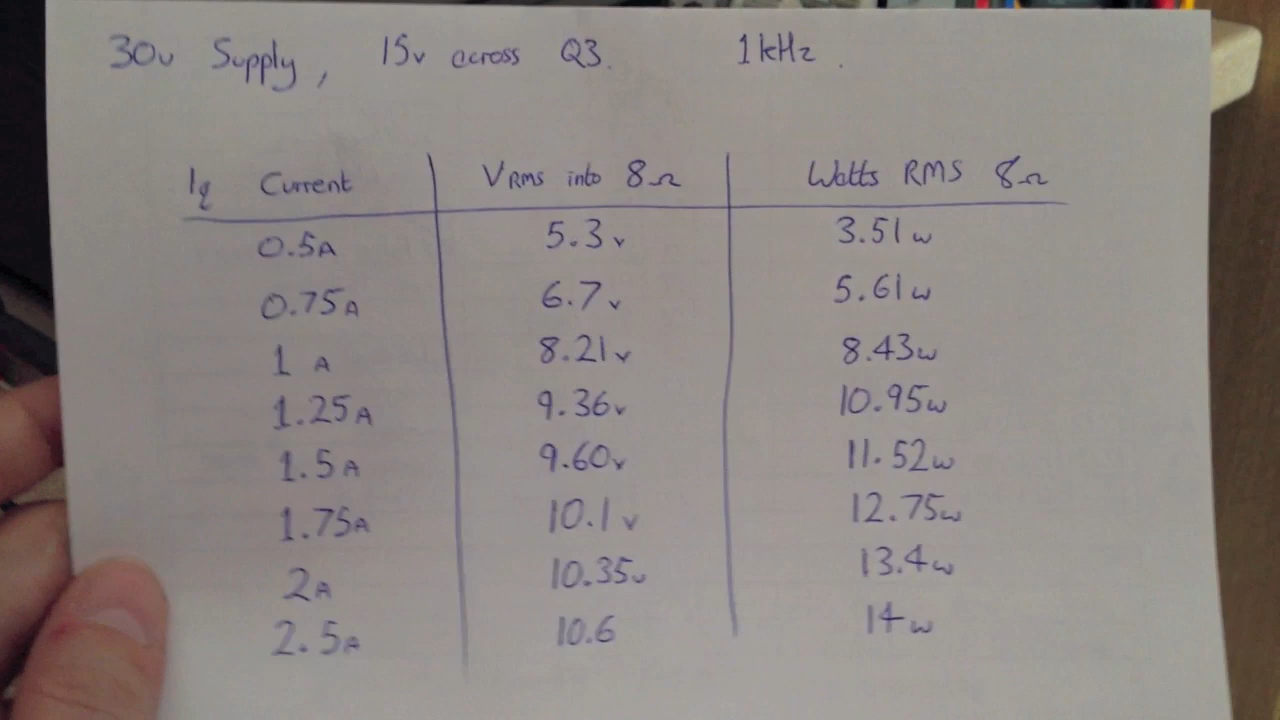 30v Supply, 15v across Q3. 1kHz.
Iq Current VRMS into 8Ω Watts RMS 8Ω
0.5A 5.3v 3.51w
0.75A 6.7v 5.61w
1 A 8.21v 8.43w
1.25A 9.36v 10.95w
1.5A 9.60v 11.52w
1.75A 10.1v 12.75w
2A 10.35v 13.4w
2.5A 10.6 14w